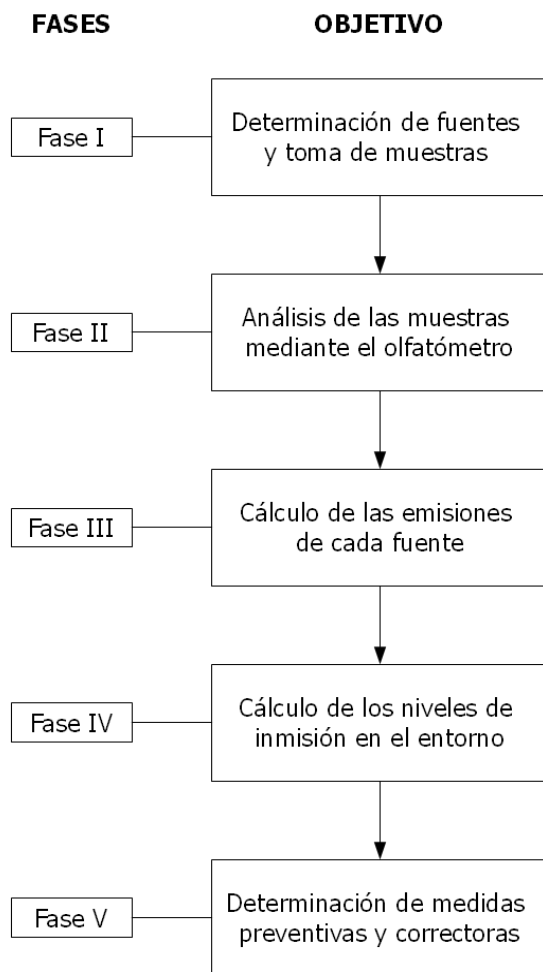 FASES
OBJETIVO
Fase I
Determinación de fuentes
y toma de muestras
Fase II
Análisis de las muestras
mediante el olfatómetro
Fase III
Cálculo de las emisiones
de cada fuente
Fase IV
Cálculo de los niveles de
inmisión en el entorno
Fase V
Determinación de medidas
preventivas y correctoras